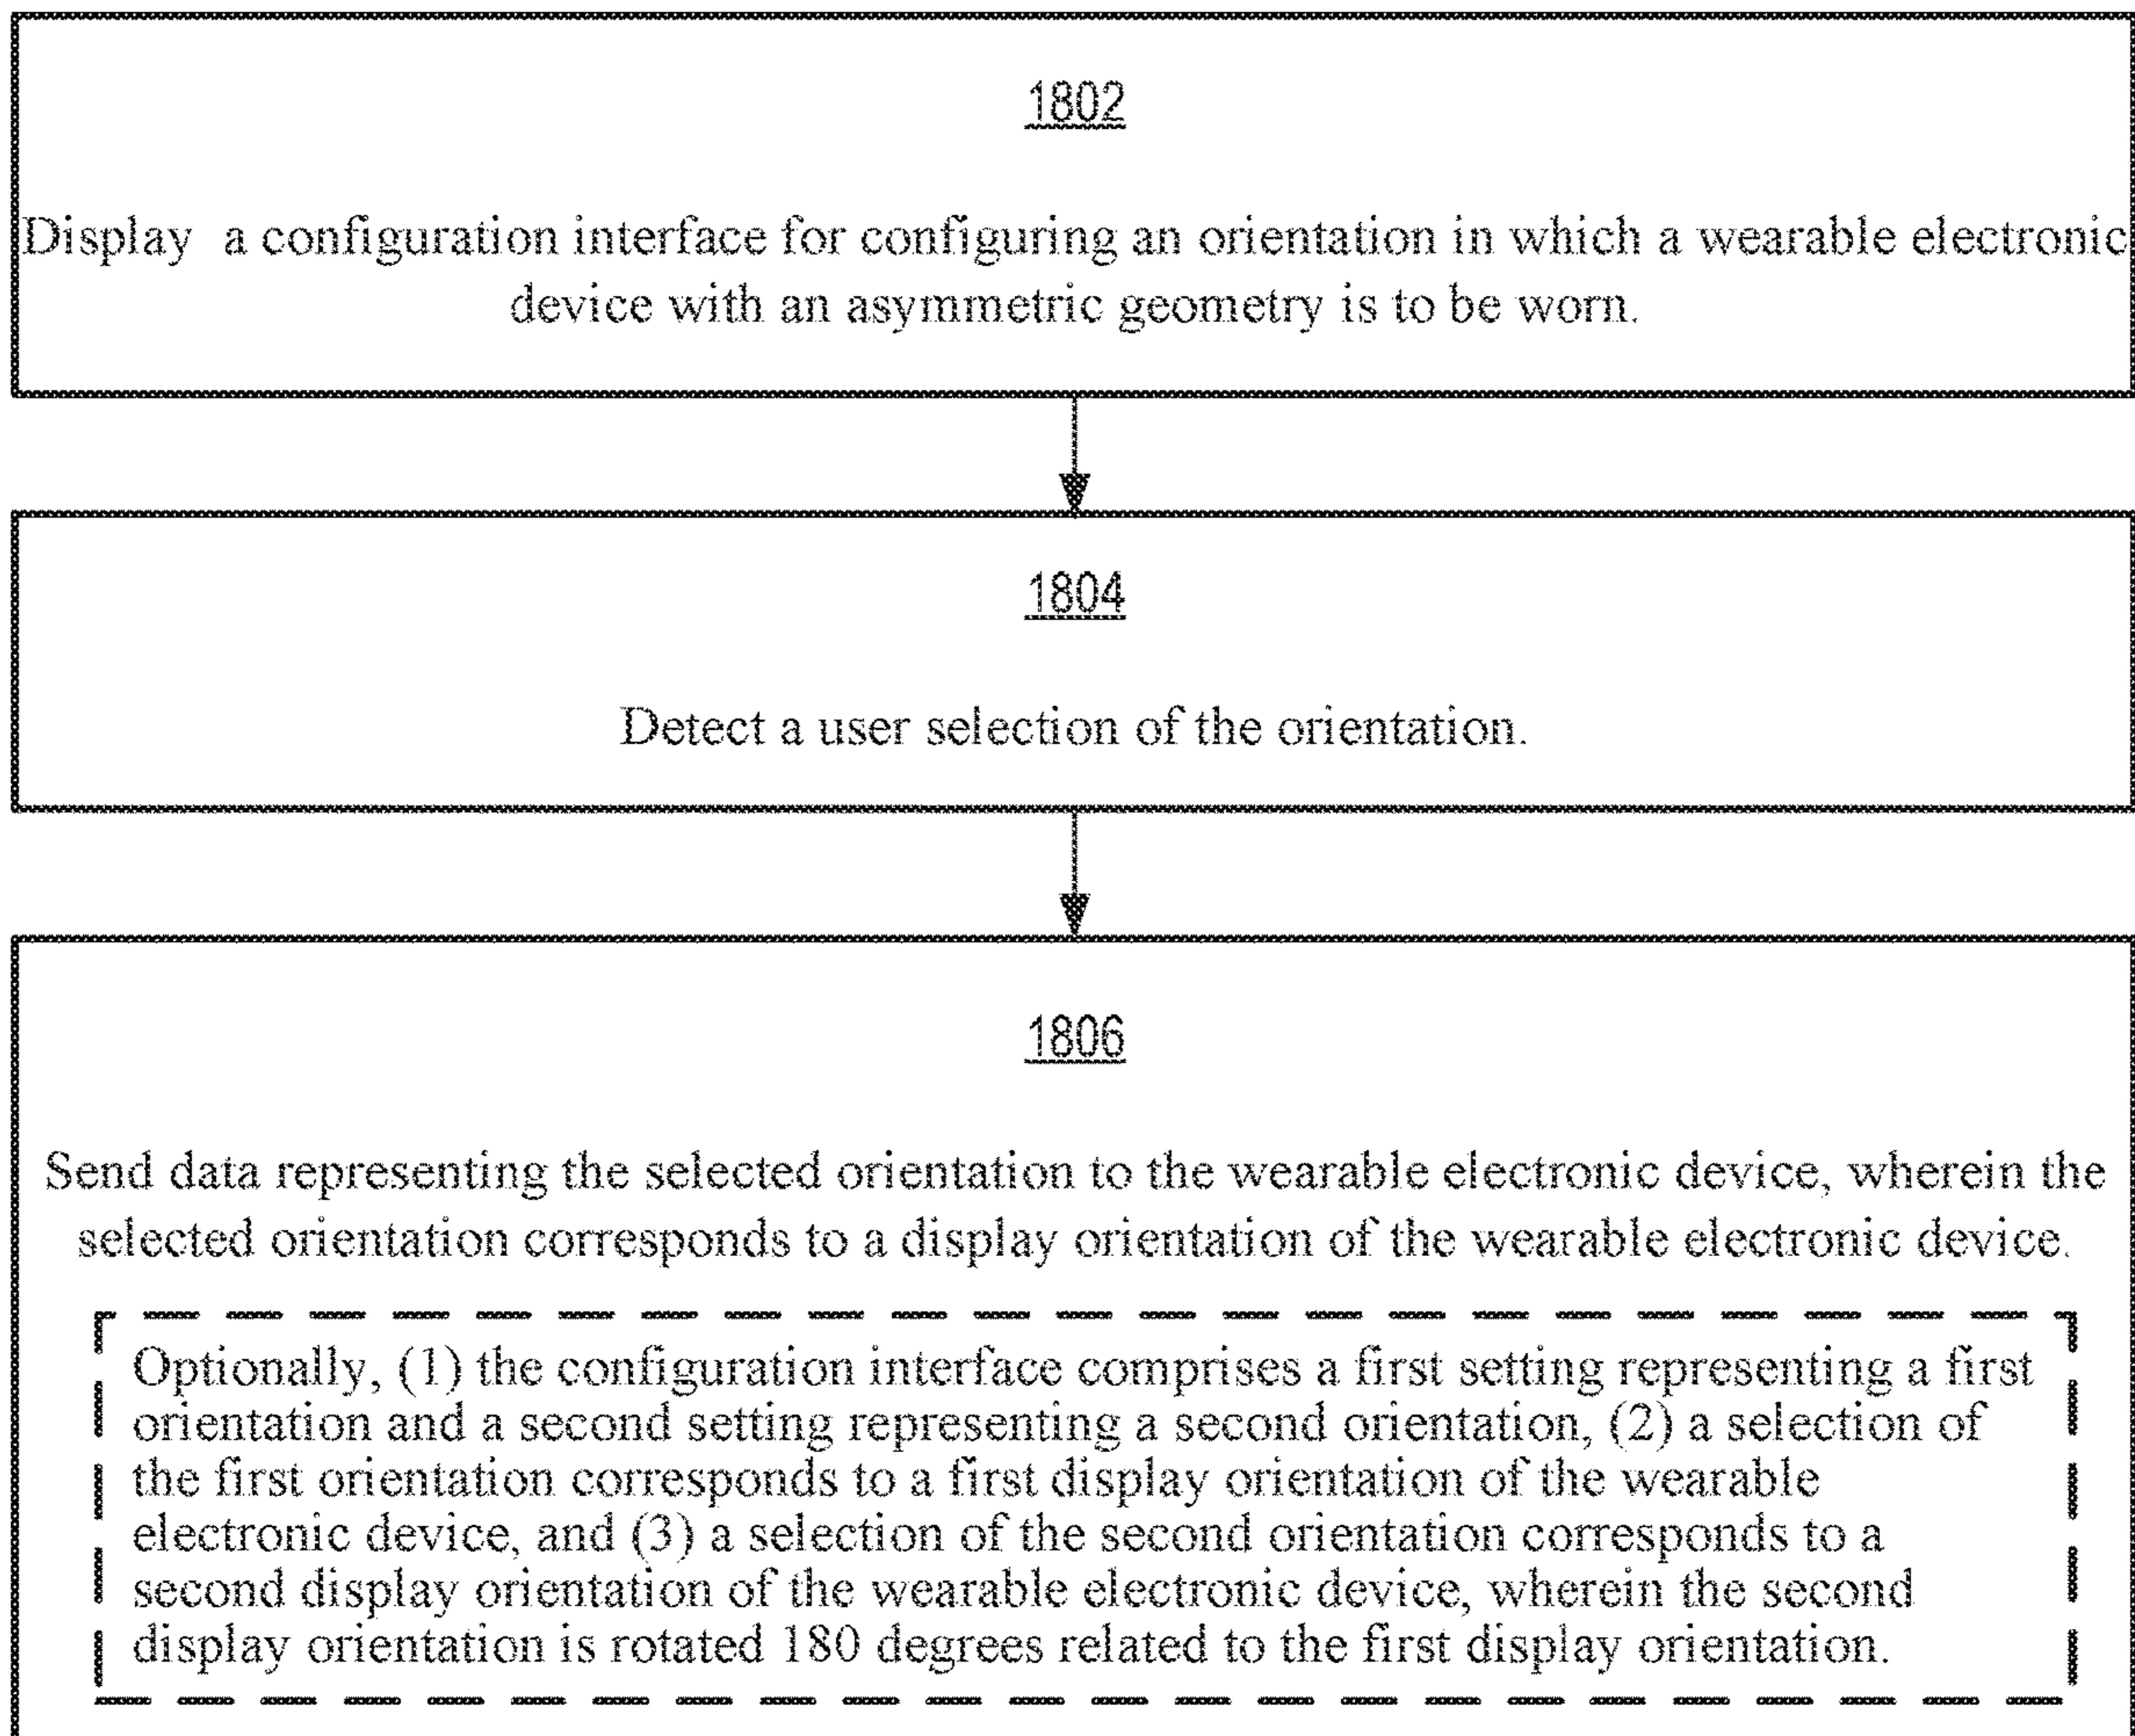 1802
Display a configuration interface for configuring an orientation in which a wearable electronic
device with an asymmetric geometry is to be worn.
1804
Detect a user selection of the orientation.
1806
Send data representing the selected orientation to the wearable electronic device, wherein the
selected orientation corresponds to a display orientation of the wearable electronic device.
Optionally, (1) the configuration interface comprises a first setting representing a first
orientation and a second setting representing a second orientation, (2) a selection of
the first orientation corresponds to a first display orientation of the wearable
electronic device, and (3) a selection of the second orientation corresponds to a
second display orientation of the wearable electronic device, wherein the second
display orientation is rotated 180 degrees related to the first display orientation.